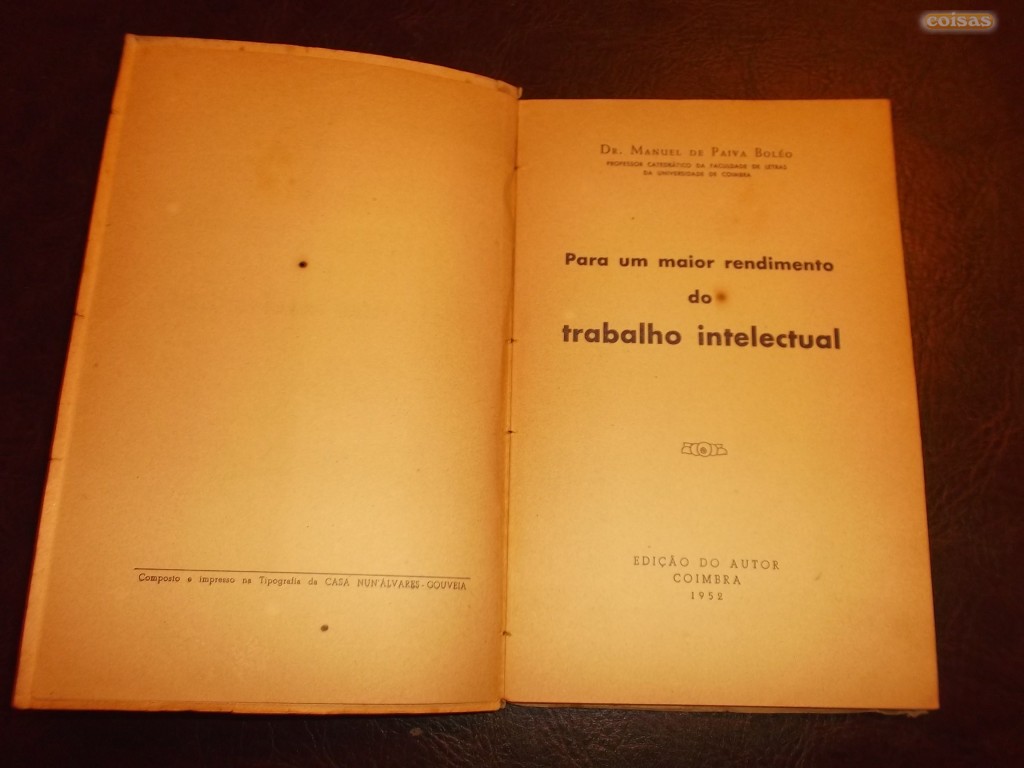 coisas
Composto e impresso na Tipografia da CASA NUN'ÁLVARES - GOUVEIA
DR. MANUEL DE PAIVA BOLÉO
PROFESSOR CATEDRÁTICO DA FACULDADE DE LETRAS
DA UNIVERSIDADE DE COIMBRA
Para um maior rendimento
do
trabalho intelectual
EDIÇÃO DO AUTOR
COIMBRA
1952